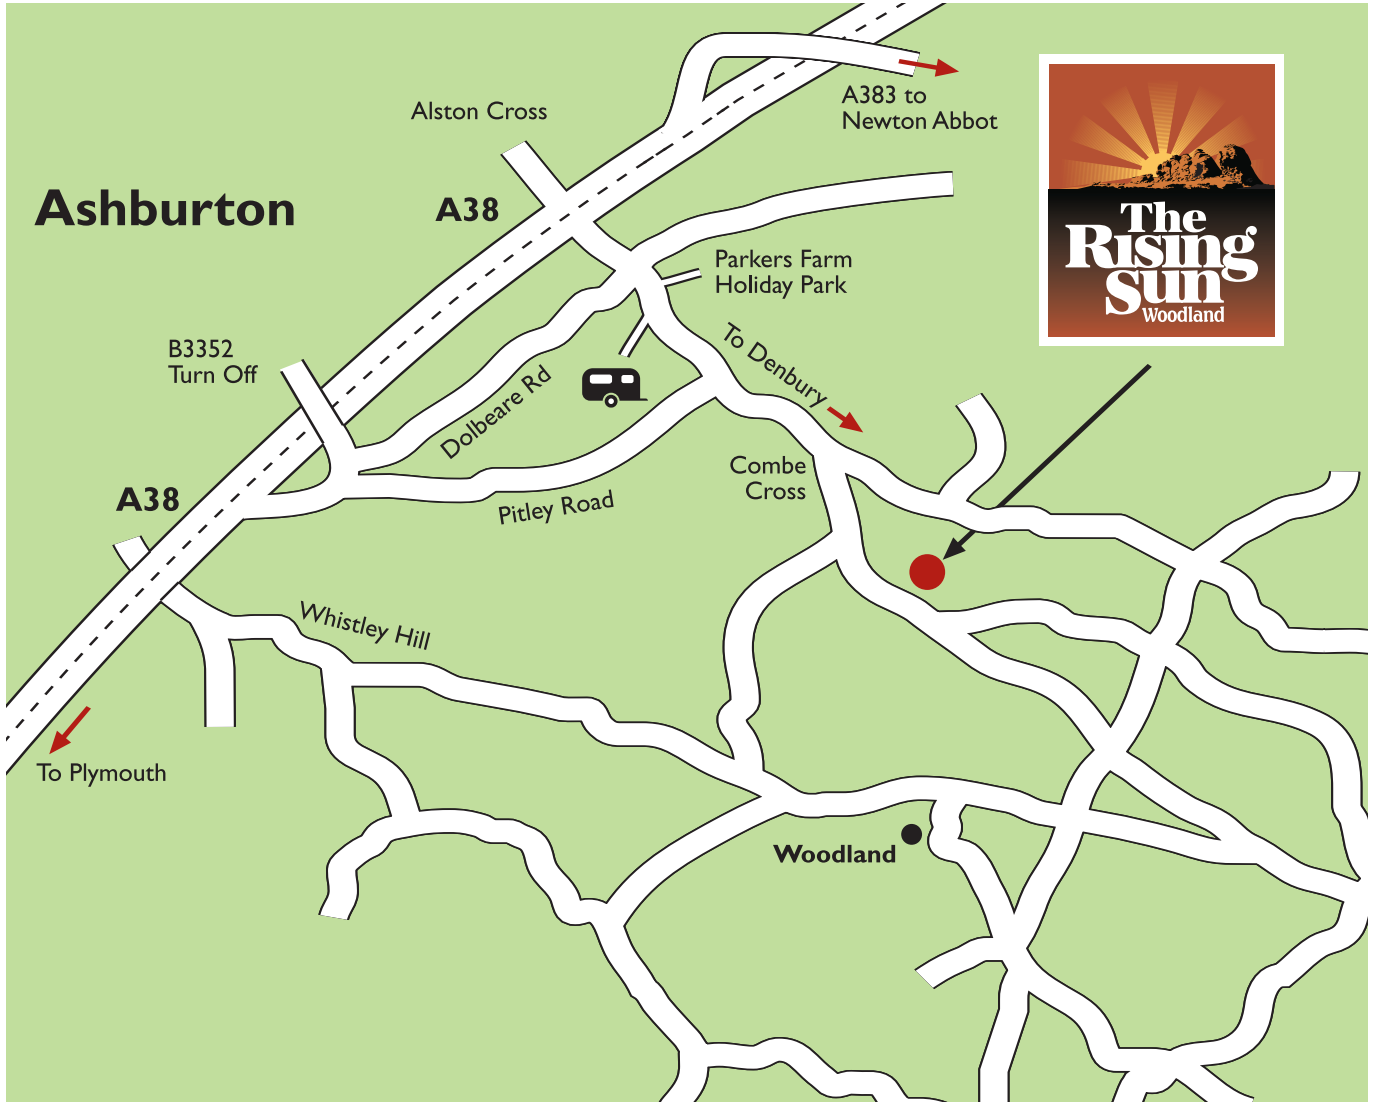 A383 to
Newton Abbot
Alston Cross
Ashburton
A38
The
Rising
Sun
Woodland
Parkers Farm
Holiday Park
To Denbury
B3352
Turn Off
Dolbeare Rd
Combe
Cross
A38
Pitley Road
Whistley Hill
To Plymouth
Woodland